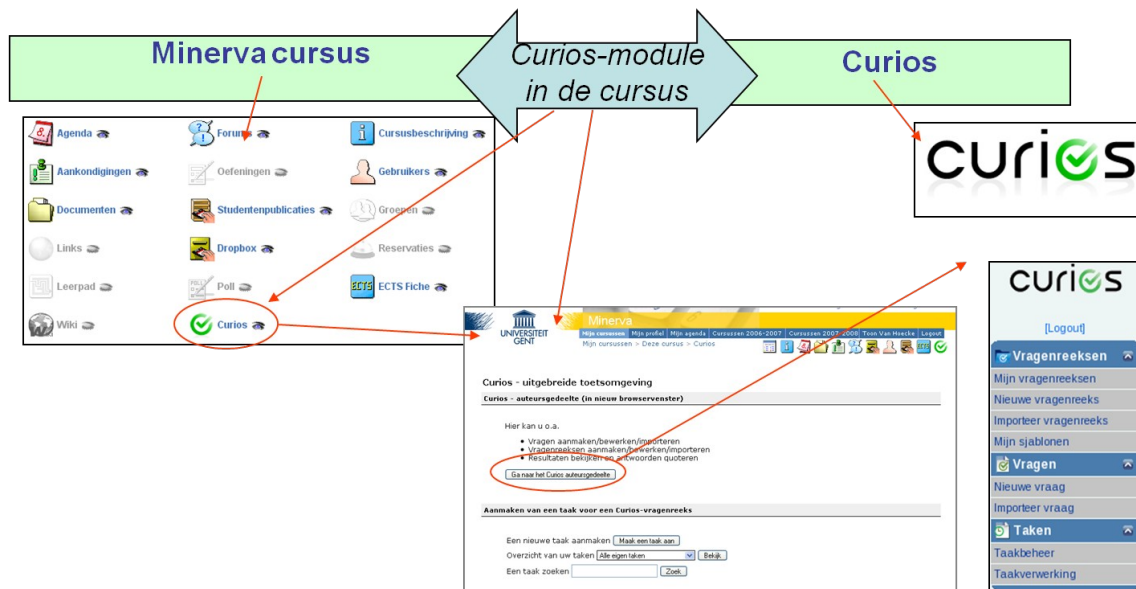 Minerva cursus
Curios-module
in de cursus
Curios
Agenda
Forums
Cursusbeschrijving
Aankondigingen
Oefeningen
Gebruikers
Documenten
Studentenpublicaties
Groepen
Links
Dropbox
Reservaties
Leerpad
Poll
ECTS
ECTS Fiche
Wiki
Curios
curios
UNIVERSITEIT
GENT
Minerva
Mijn cursussen Mijn profiel Mijn agenda Cursussen 2006-2007 Cursussen 2007-2008 Toon Van Hoecke Logout
Mijn cursussen > Deze cursus > Curios
Curios - uitgebreide toetsomgeving
Curios - auteursgedeelte (in nieuw browservenster)
Hier kan u o.a.
• Vragen aanmaken/bewerken/importeren
• Vragenreeksen aanmaken/bewerken/importeren
• Resultaten bekijken en antwoorden quoteren
Ga naar het Curios auteursgedeelte
Aanmaken van een taak voor een Curios-vragenreeks
Een nieuwe taak aanmaken Maak een taak aan
Overzicht van uw taken Alle eigen taken Bekijk
Een taak zoeken Zoek
curios
[Logout]
Vragenreeksen
Mijn vragenreeksen
Nieuwe vragenreeks
Importeer vragenreeks
Mijn sjablonen
Vragen
Nieuwe vraag
Importeer vraag
Taken
Taakbeheer
Taakverwerking